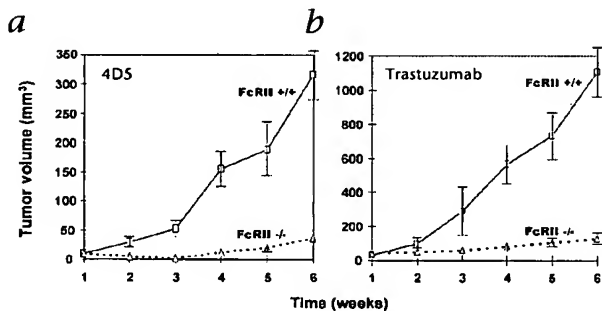 a
b
4D5
Trastuzumab
FcRII +/+
FcRII +/+
FcRII -/-
FcRII -/-
Tumor volume (mm³)
350
300
250
200
150
100
50
0
1200
1000
800
600
400
200
0
1 2 3 4 5 6
1 2 3 4 5 6
Time (weeks)